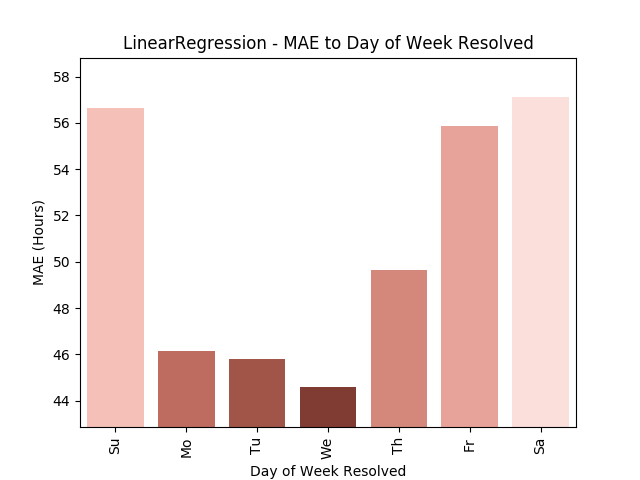 LinearRegression - MAE to Day of Week Resolved
MAE (Hours)
58
56
54
52
50
48
46
44
Su
Mo
Tu
We
Th
Fr
Sa
Day of Week Resolved